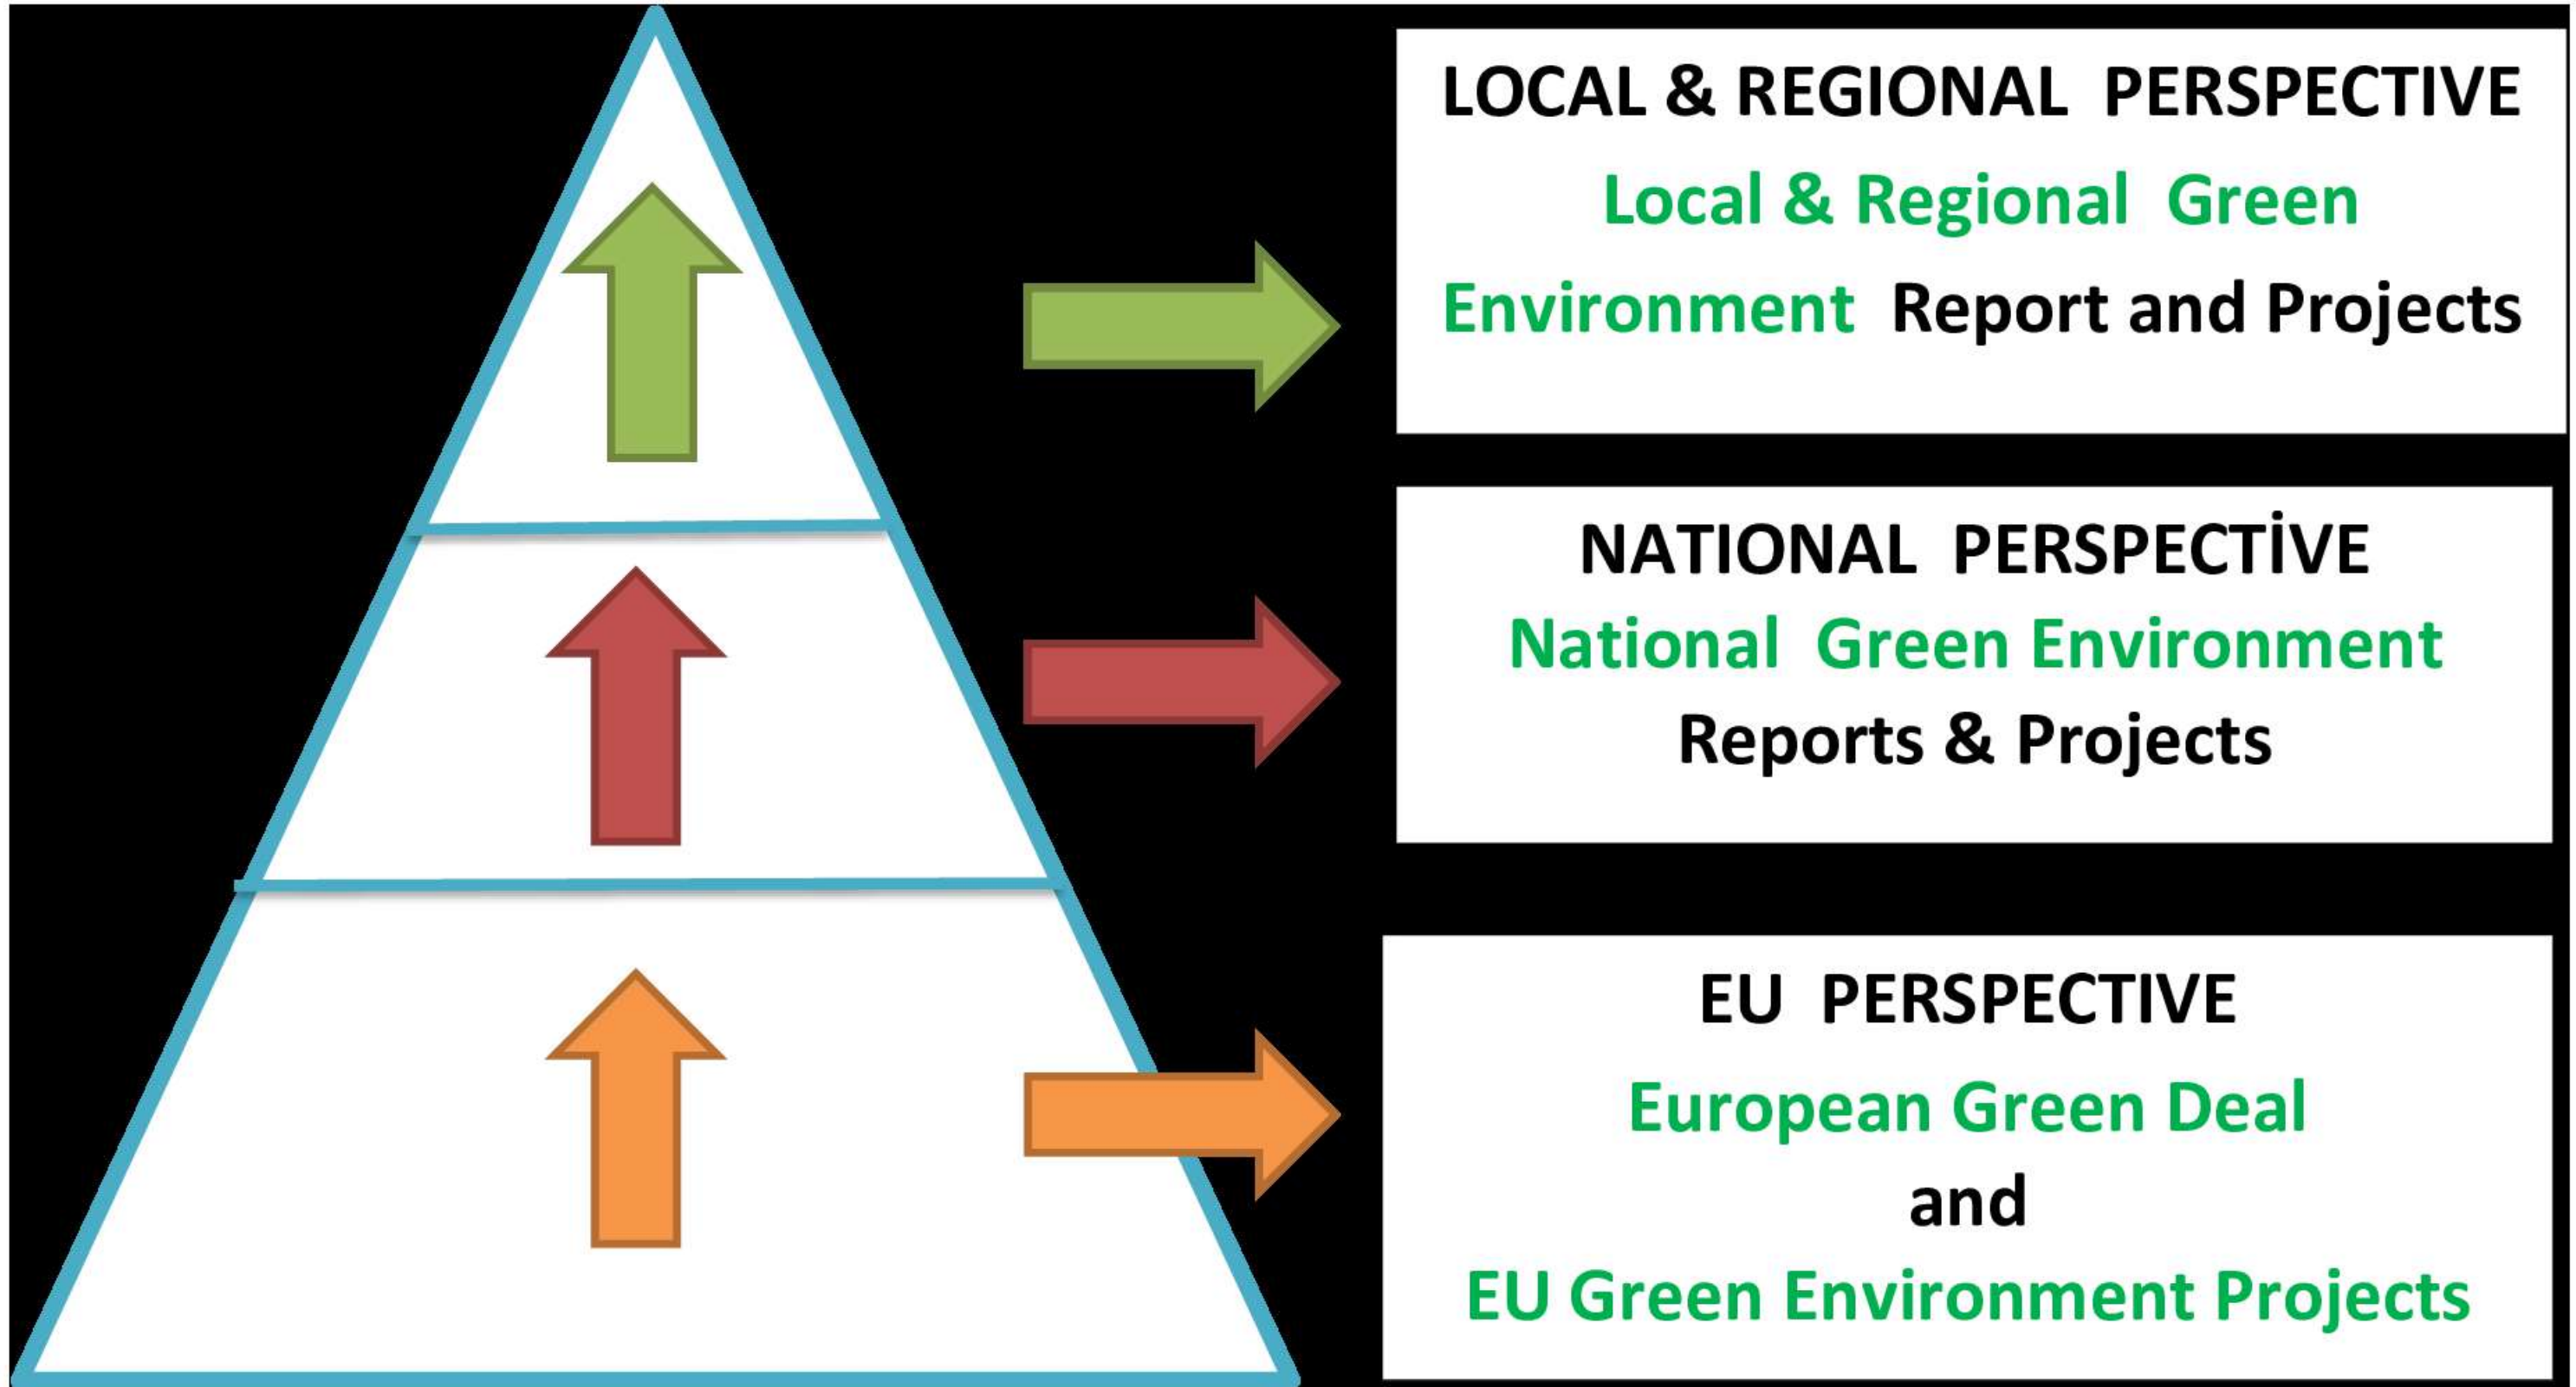 LOCAL & REGIONAL PERSPECTIVE
Local & Regional Green
Environment Report and Projects
NATIONAL PERSPECTİVE
National Green Environment
Reports & Projects
EU PERSPECTIVE
European Green Deal
and
EU Green Environment Projects